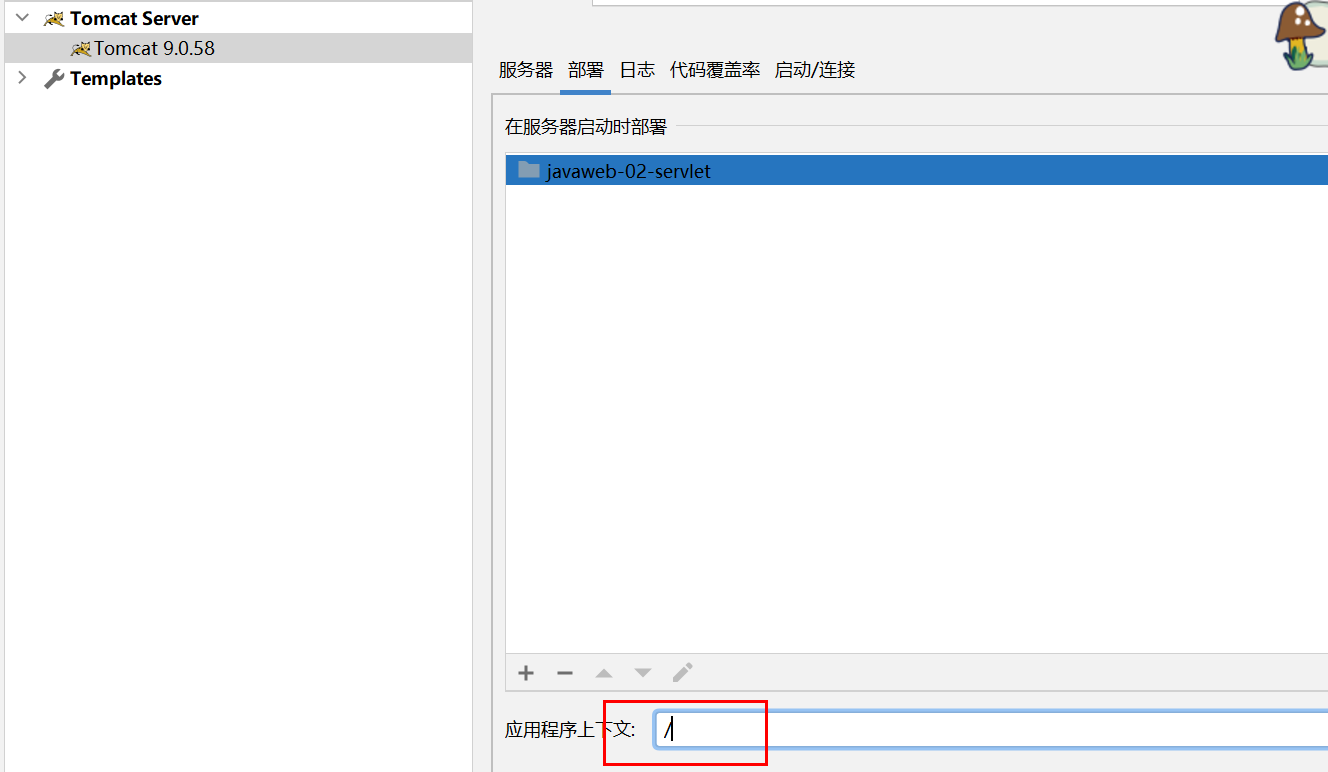 Tomcat Server
Tomcat 9.0.58
Templates
服务器 部署 日志 代码覆盖率 启动/连接
在服务器启动时部署
javaweb-02-servlet
应用程序上下文: /